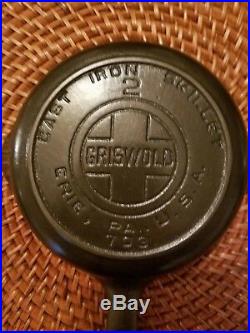 CAST IRON SKILLET
2
GRISWOLD
ERIE, PA., U.S.A.
703